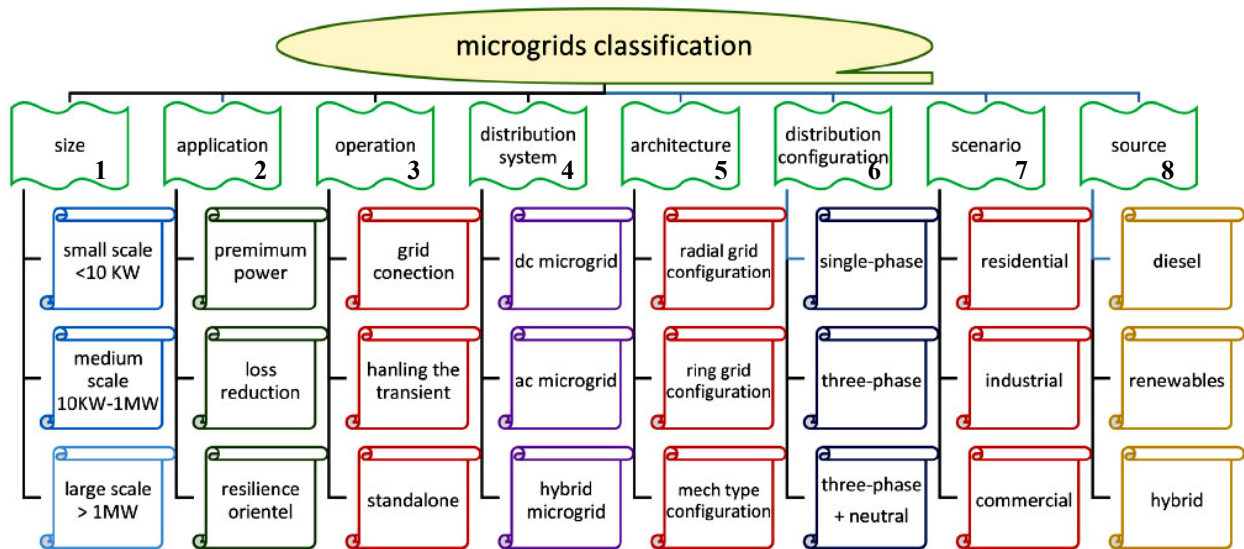 microgrids classification
size
1
application
2
operation
3
distribution
system
4
architecture
5
distribution
configuration
6
scenario
7
source
8
small scale
<10 KW
premimum
power
grid
conection
dc microgrid
radial grid
configuration
single-phase
residential
diesel
medium
scale
10KW-1MW
loss
reduction
hanling the
transient
ac microgrid
ring grid
configuration
three-phase
industrial
renewables
large scale
> 1MW
resilience
orientel
standalone
hybrid
microgrid
mech type
configuration
three-phase
+ neutral
commercial
hybrid